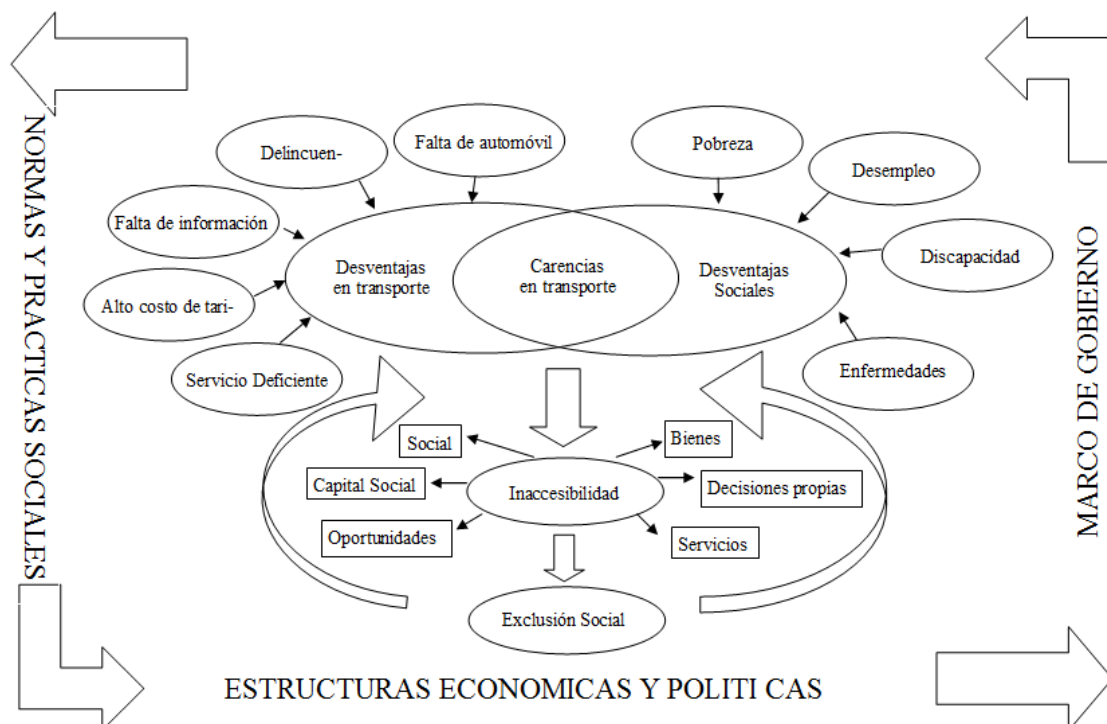 NORMAS Y PRACTICAS SOCIALES
Delincuen-
Falta de automóvil
Pobreza
Desempleo
Falta de información
Discapacidad
Alto costo de tari-
Desventajas
en transporte
Carencias
en transporte
Desventajas
Sociales
Servicio Deficiente
Enfermedades
MARCO DE GOBIERNO
Social
Bienes
Capital Social
Inaccesibilidad
Decisiones propias
Oportunidades
Servicios
Exclusión Social
ESTRUCTURAS ECONOMICAS Y POLITI CAS